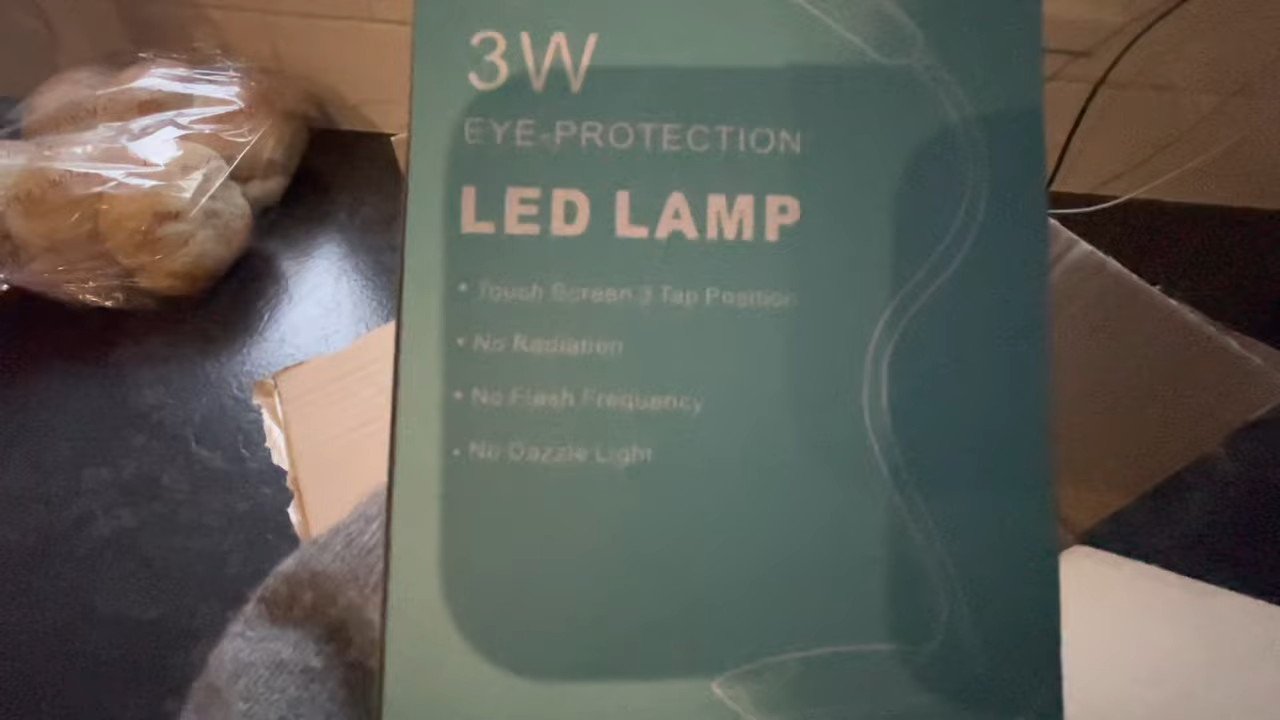 3W
EYE-PROTECTION
LED LAMP
• Touch Screen 3 Tap Position
• No Radiation
• No Flash Frequency
• No Dazzle Light